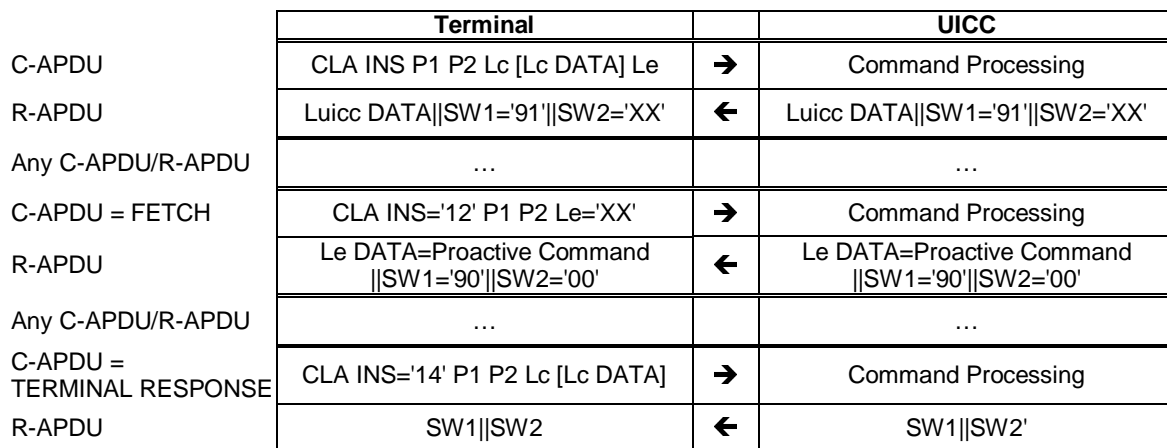 Terminal UICC
C-APDU CLA INS P1 P2 Lc [Lc DATA] Le → Command Processing
R-APDU Luicc DATA||SW1='91'||SW2='XX' ← Luicc DATA||SW1='91'||SW2='XX'
Any C-APDU/R-APDU … …
C-APDU = FETCH CLA INS='12' P1 P2 Le='XX' → Command Processing
R-APDU Le DATA=Proactive Command ← Le DATA=Proactive Command
||SW1='90'||SW2='00' ||SW1='90'||SW2='00'
Any C-APDU/R-APDU … …
C-APDU =
TERMINAL RESPONSE CLA INS='14' P1 P2 Lc [Lc DATA] → Command Processing
R-APDU SW1||SW2 ← SW1||SW2'